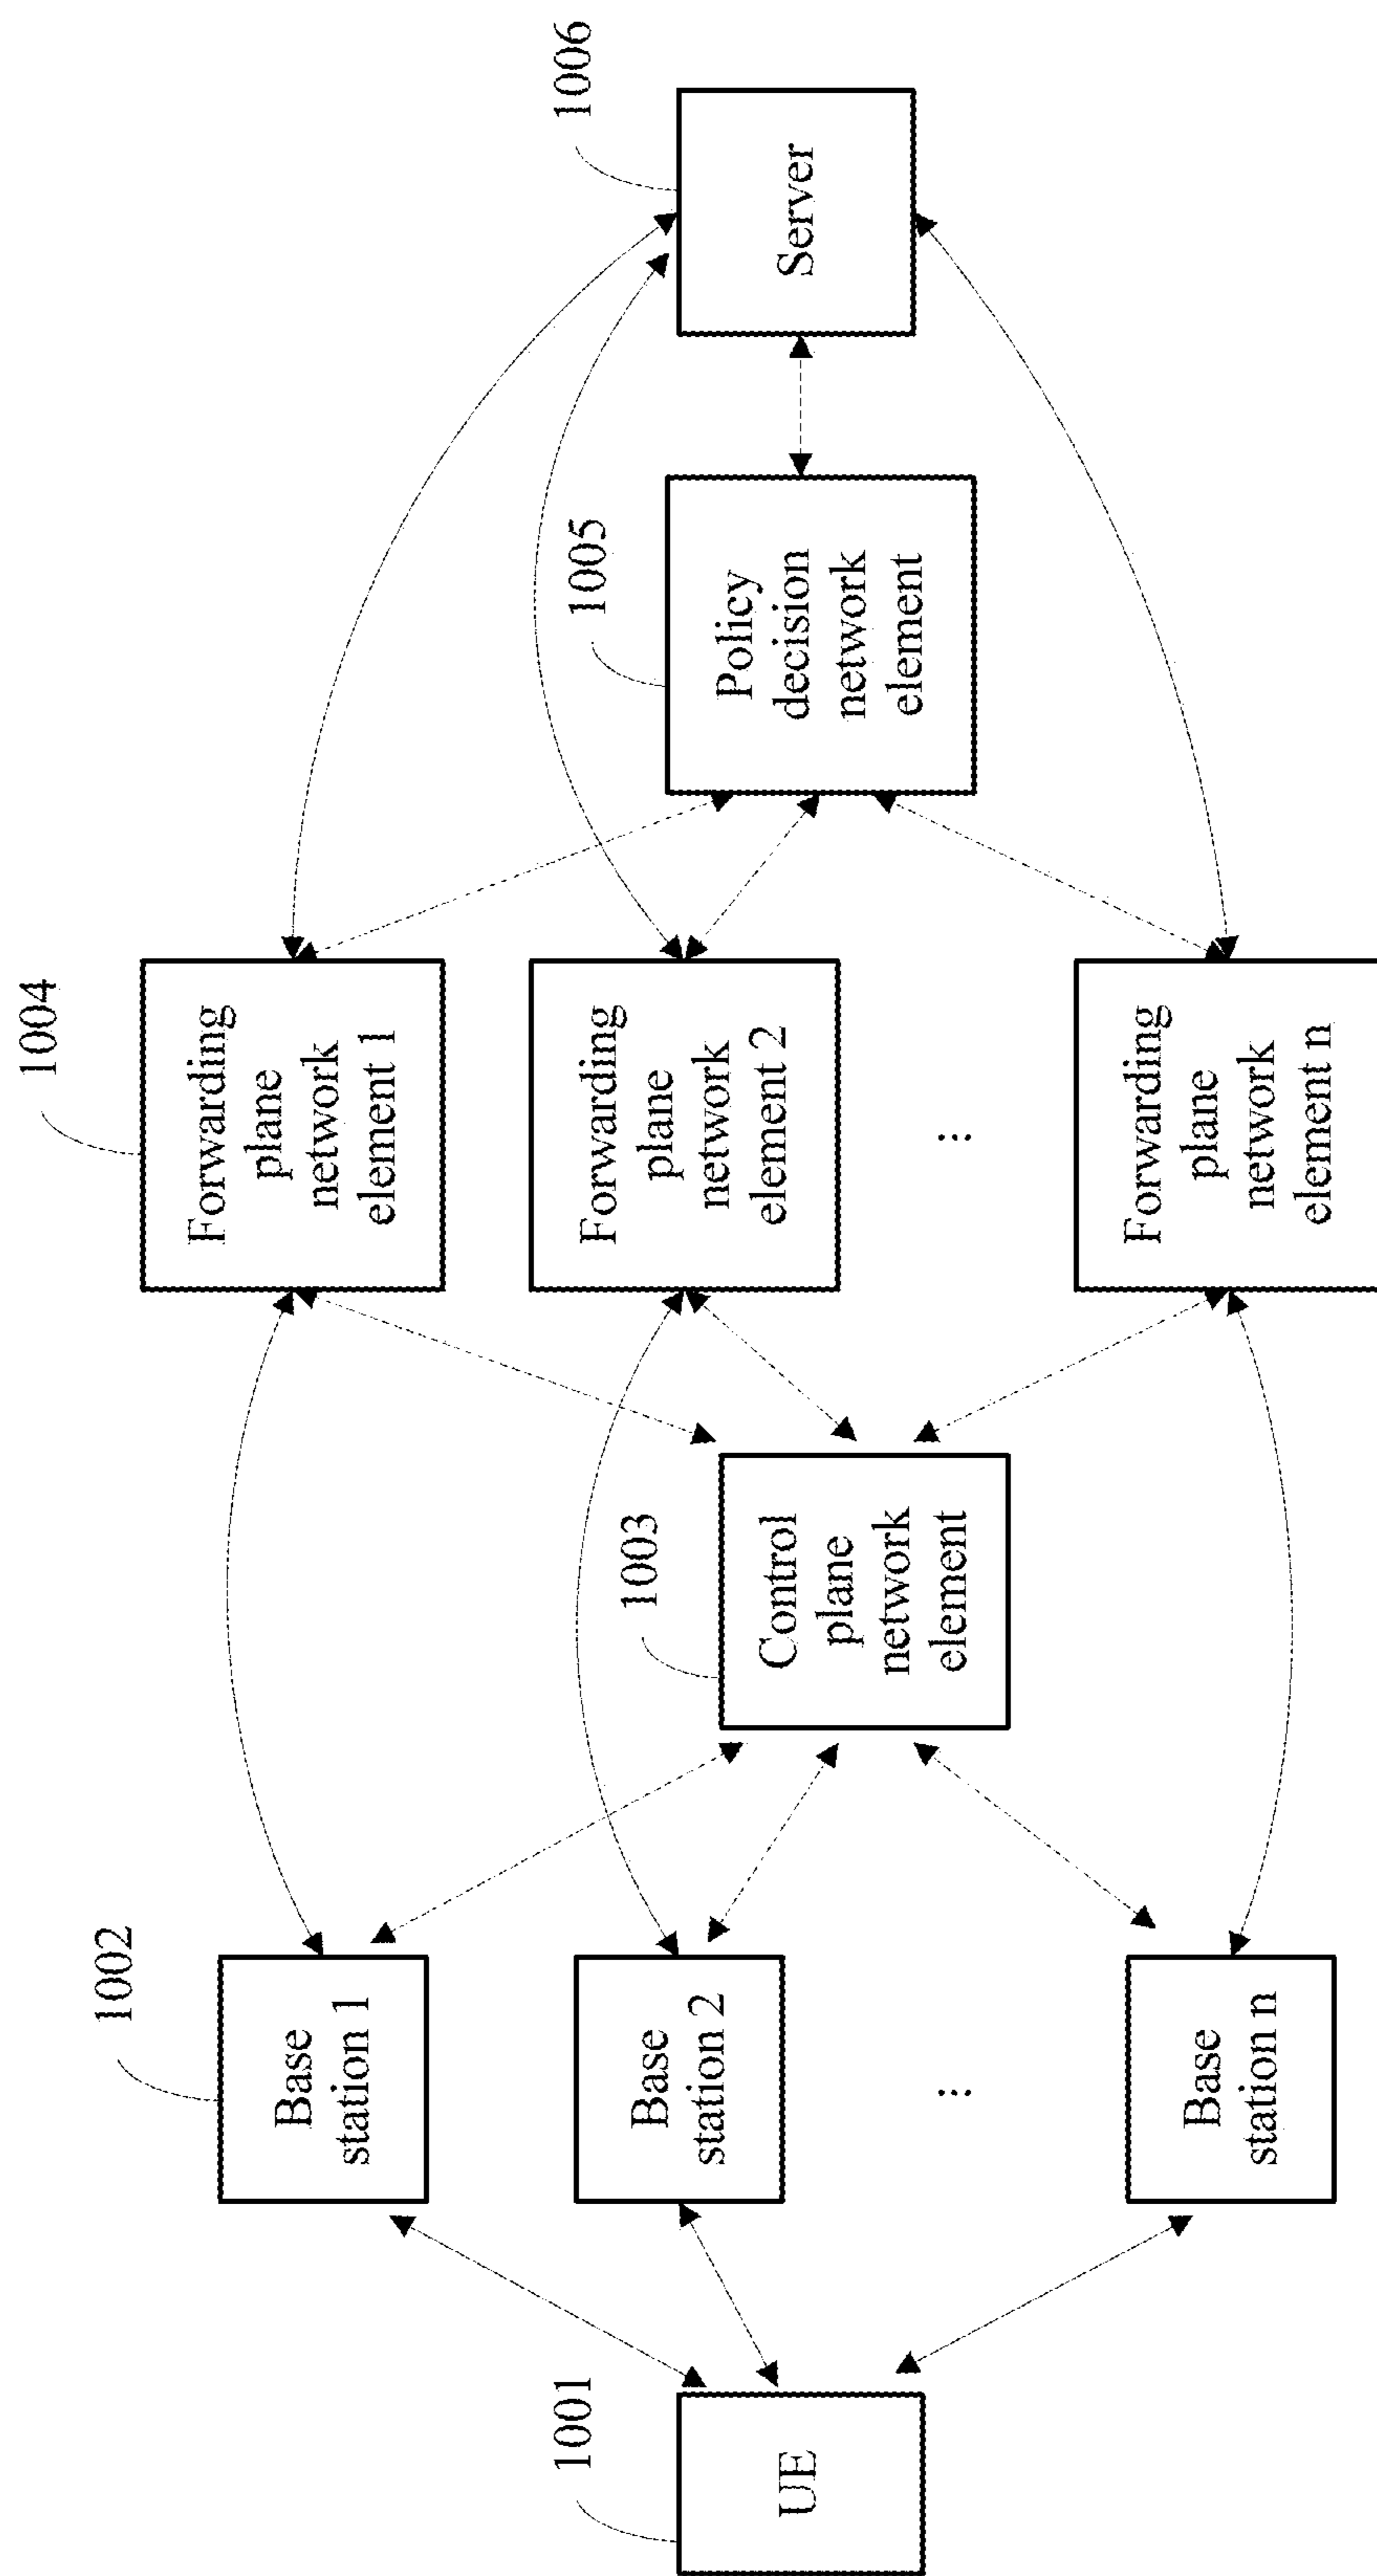 1001
UE
1002
Base
station 1
Base
station 2
...
Base
station n
1003
Control
plane
network
element
1004
Forwarding
plane
network
element 1
Forwarding
plane
network
element 2
...
Forwarding
plane
network
element n
1005
Policy
decision
network
element
1006
Server